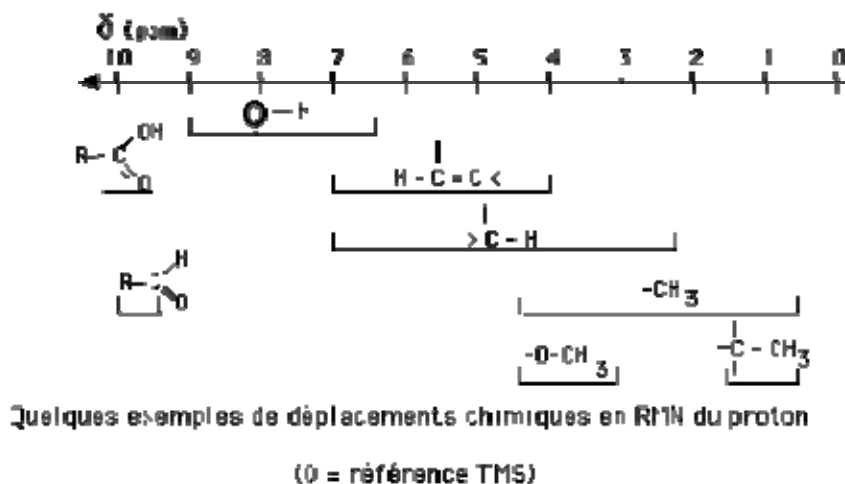 δ (ppm)
10 9 8 7 6 5 4 3 2 1 0
O—H
OH
R—C
O
H-C=C<
>C-H
H
R—C
O
-CH3
-O-CH3
-C-CH3
Quelques exemples de déplacements chimiques en RMN du proton
(0 = référence TMS)